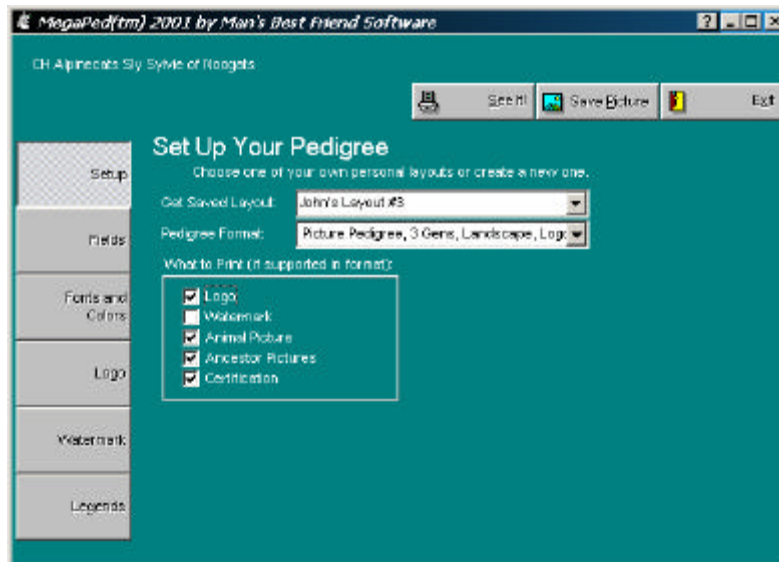 MegaPed(tm) 2001 by Man's Best Friend Software
CH Alpinecats Sly Sylvie of Noogats
See It! Save Picture Exit
Set Up Your Pedigree
Choose one of your own personal layouts or create a new one.
Get Saved Layout: John's Layout #3
Pedigree Format: Picture Pedigree, 3 Gens, Landscape, Logo
What to Print (if supported in format):
Logo
Watermark
Animal Picture
Ancestor Pictures
Certification
Setup
Fields
Fonts and
Colors
Logo
Watermark
Legends